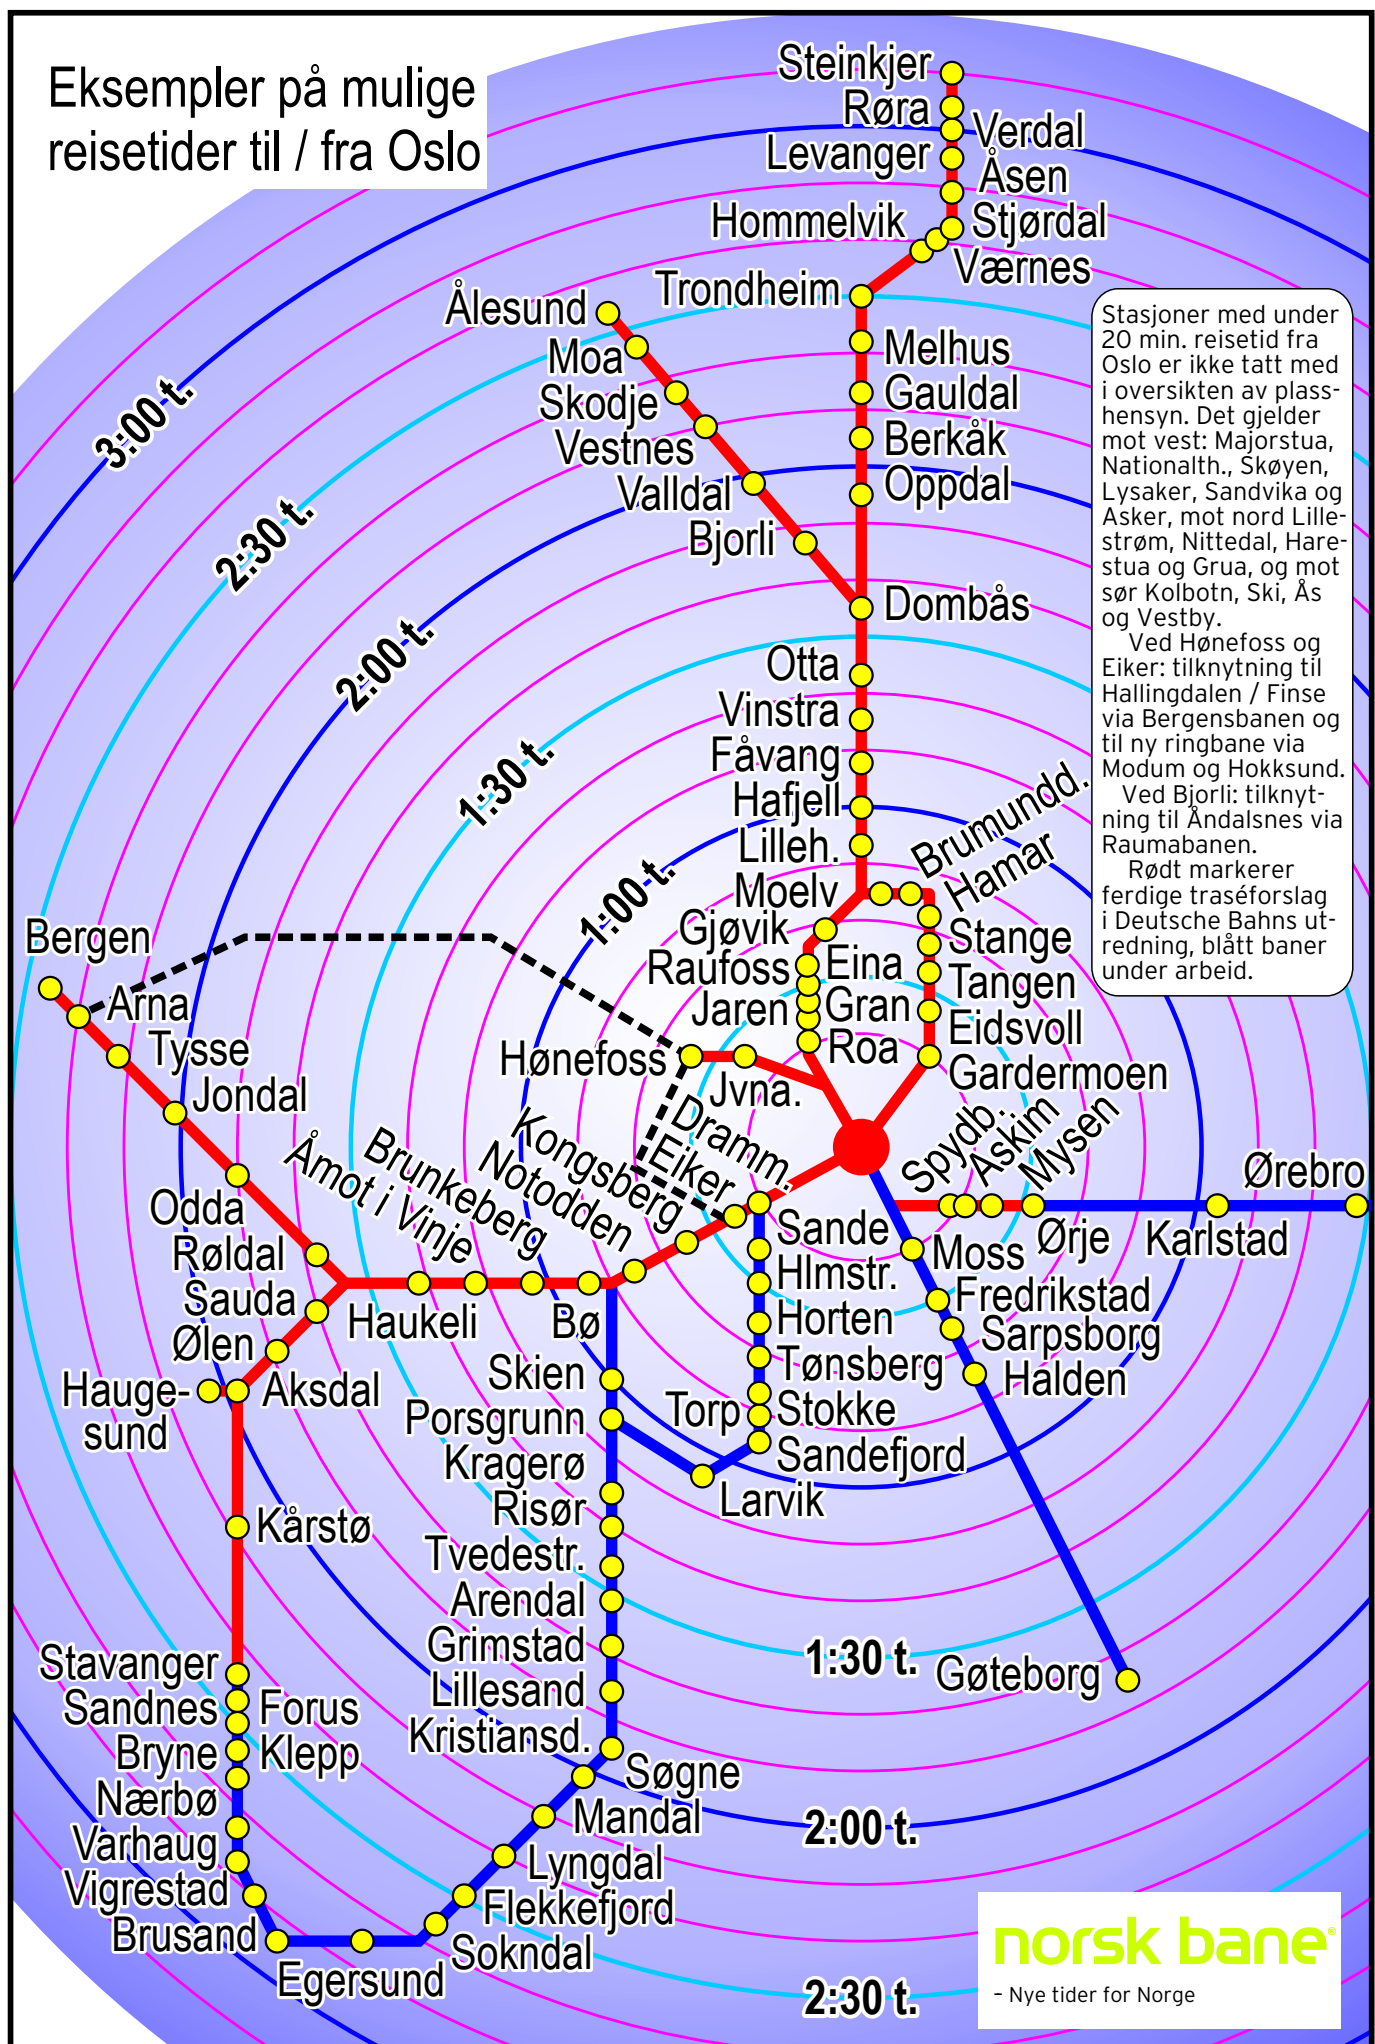 Eksempler på mulige
reisetider til / fra Oslo
Steinkjer
Røra
Verdal
Levanger
Åsen
Hommelvik
Stjørdal
Værnes
Trondheim
Ålesund
Moa
Skodje
Vestnes
Valldal
Bjorli
Melhus
Gauldal
Berkåk
Oppdal
Dombås
Otta
Vinstra
Fåvang
Hafjell
Lilleh.
Moelv
Brumundd.
Hamar
Gjøvik
Raufoss
Eina
Jaren
Gran
Roa
Stange
Tangen
Eidsvoll
Gardermoen
3:00 t.
2:30 t.
2:00 t.
1:30 t.
1:00 t.
Stasjoner med under
20 min. reisetid fra
Oslo er ikke tatt med
i oversikten av plass-
hensyn. Det gjelder
mot vest: Majorstua,
Nationalth., Skøyen,
Lysaker, Sandvika og
Asker, mot nord Lille-
strøm, Nittedal, Hare-
stua og Grua, og mot
sør Kolbotn, Ski, Ås
og Vestby.
Ved Hønefoss og
Eiker: tilknytning til
Hallingdalen / Finse
via Bergensbanen og
til ny ringbane via
Modum og Hokksund.
Ved Bjorli: tilknyt-
ning til Åndalsnes via
Raumabanen.
Rødt markerer
ferdige traséforslag
i Deutsche Bahns ut-
redning, blått baner
under arbeid.
Bergen
Arna
Tysse
Jondal
Odda
Røldal
Sauda
Ølen
Hauge-
sund
Aksdal
Hønefoss
Jvna.
Dramm.
Eiker
Kongsberg
Notodden
Brunkeberg
Åmot i Vinje
Haukeli
Bø
Spydb.
Askim
Mysen
Ørje
Karlstad
Ørebro
Sande
Hlmstr.
Horten
Tønsberg
Torp
Stokke
Sandefjord
Larvik
Moss
Fredrikstad
Sarpsborg
Halden
Gøteborg
Skien
Porsgrunn
Kragerø
Risør
Tvedestr.
Arendal
Grimstad
Lillesand
Kristiansd.
Søgne
Mandal
Lyngdal
Flekkefjord
Sokndal
Kårstø
Stavanger
Forus
Sandnes
Klepp
Bryne
Nærbø
Varhaug
Vigrestad
Brusand
Egersund
1:30 t.
2:00 t.
2:30 t.
norsk bane®
– Nye tider for Norge